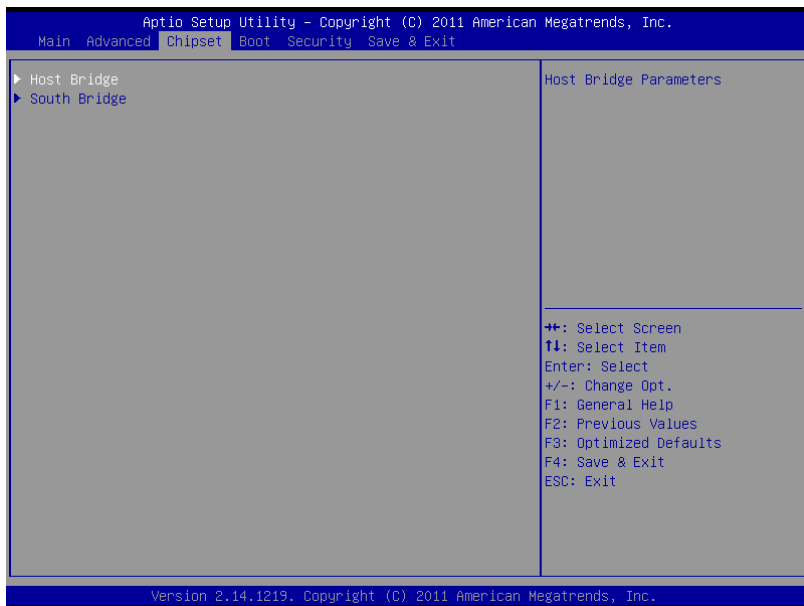 Aptio Setup Utility – Copyright (C) 2011 American Megatrends, Inc.
Main Advanced Chipset Boot Security Save & Exit
▶ Host Bridge
▶ South Bridge
Host Bridge Parameters
→←: Select Screen
↑↓: Select Item
Enter: Select
+/-: Change Opt.
F1: General Help
F2: Previous Values
F3: Optimized Defaults
F4: Save & Exit
ESC: Exit
Version 2.14.1219. Copyright (C) 2011 American Megatrends, Inc.